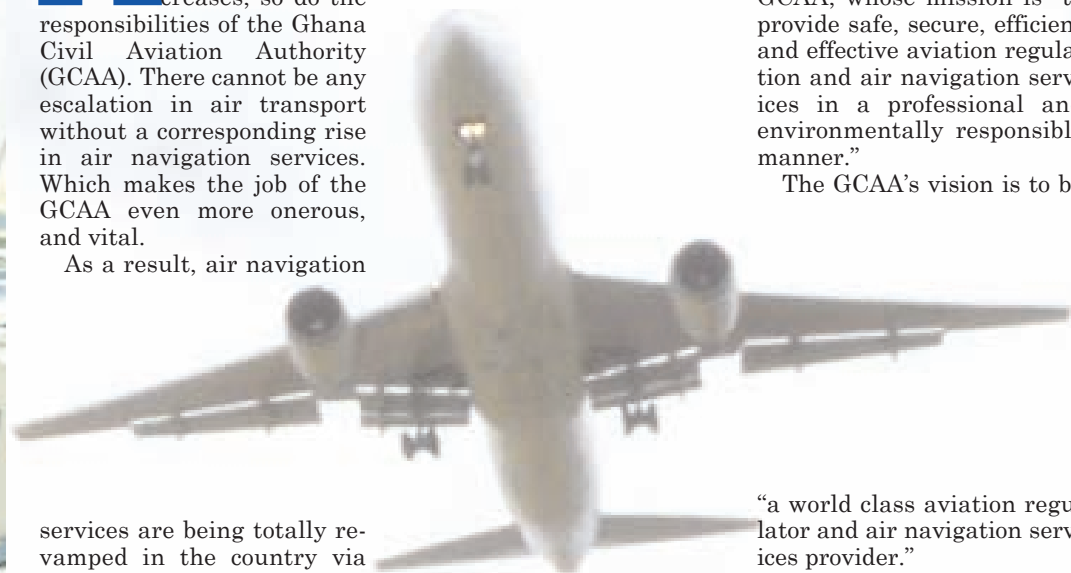 creases, so do the
responsibilities of the Ghana
Civil Aviation Authority
(GCAA). There cannot be any
escalation in air transport
without a corresponding rise
in air navigation services.
Which makes the job of the
GCAA even more onerous,
and vital.
As a result, air navigation
services are being totally re-
vamped in the country via
GCAA, whose mission is “t
provide safe, secure, efficien
and effective aviation regula
tion and air navigation serv
ices in a professional an
environmentally responsibl
manner.”
The GCAA’s vision is to b
“a world class aviation regu
lator and air navigation serv
ices provider.”